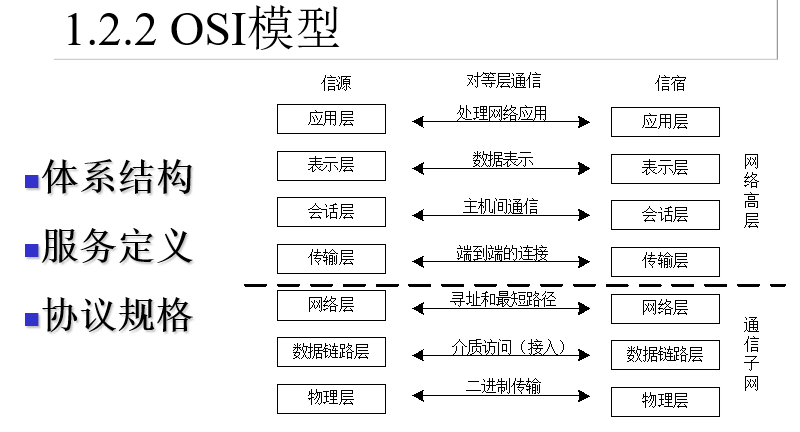 1.2.2 OSI模型
体系结构
服务定义
协议规格
信源 对等层通信 信宿
应用层 处理网络应用 应用层
表示层 数据表示 表示层
会话层 主机间通信 会话层
传输层 端到端的连接 传输层
网络层 寻址和最短路径 网络层
数据链路层 介质访问（接入） 数据链路层
物理层 二进制传输 物理层
网络高层
通信子网